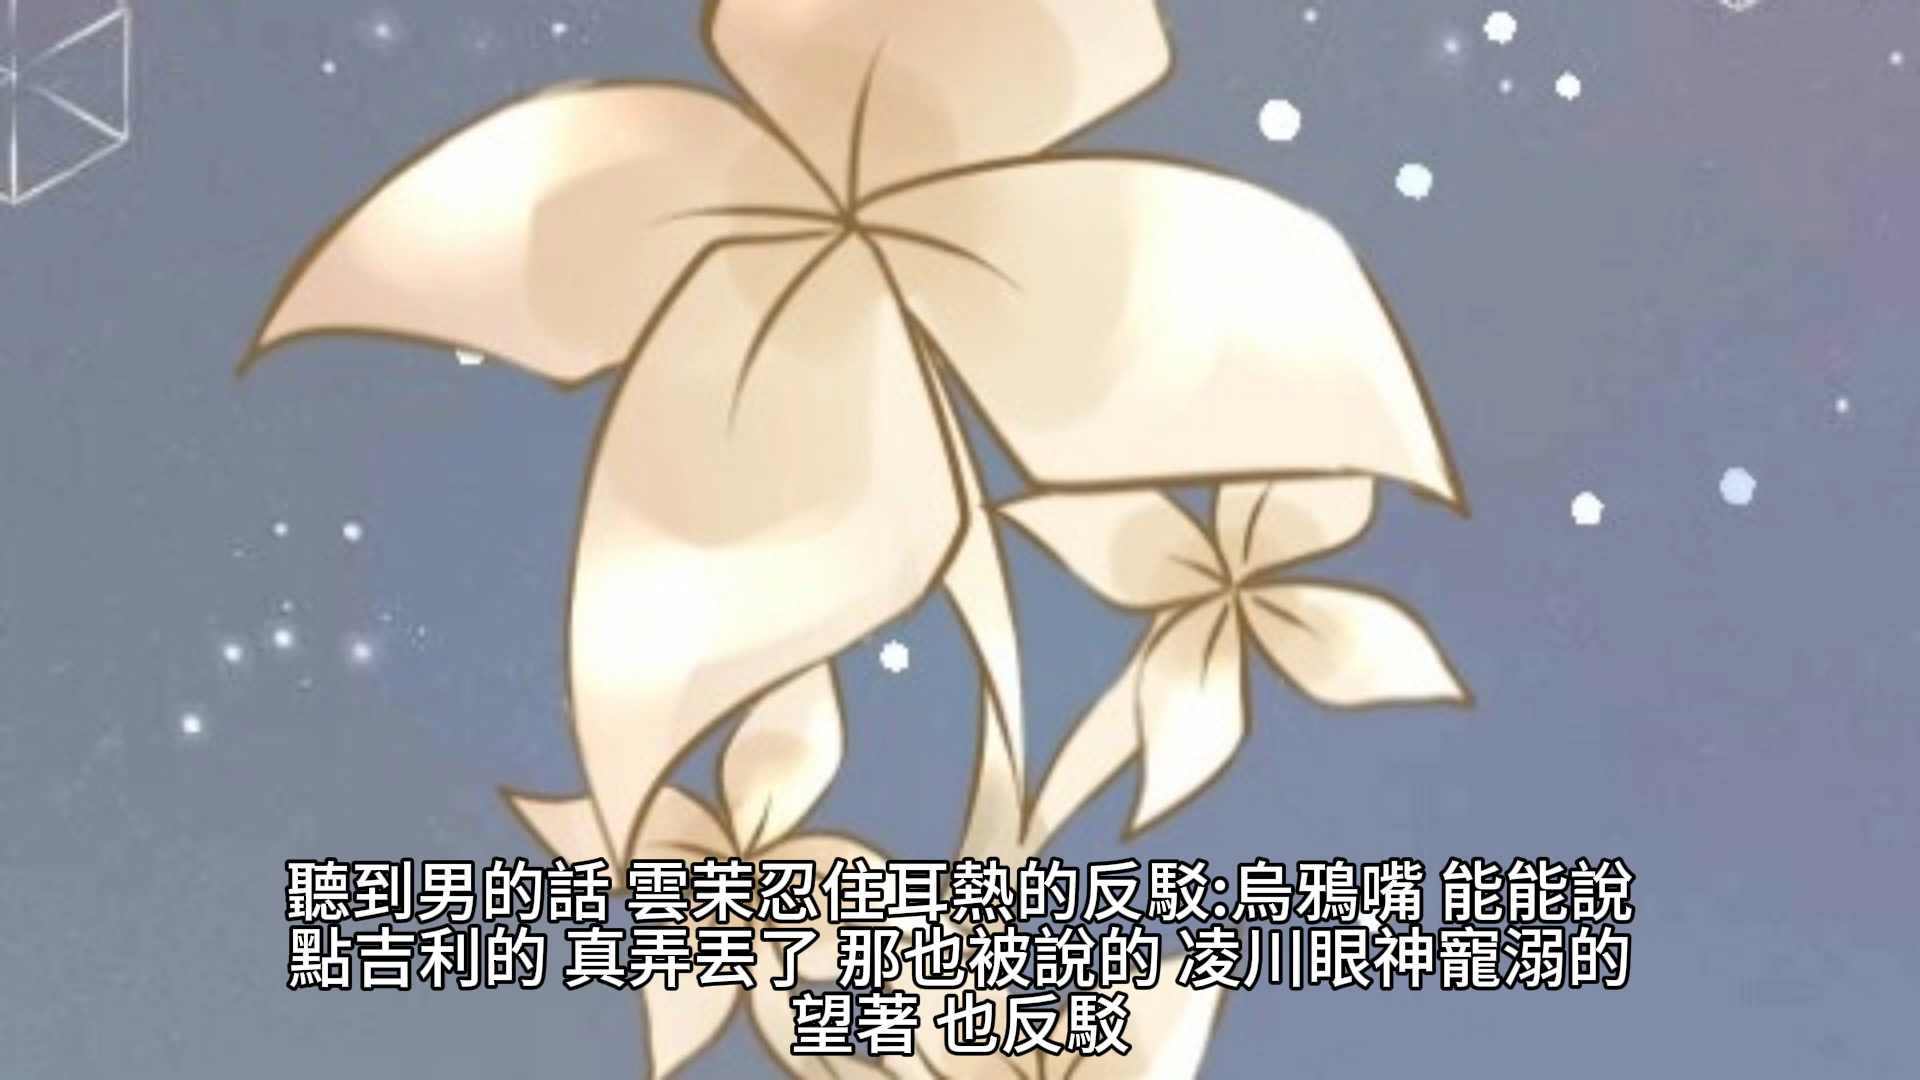 聽到男的話 雲茉忍住耳熱的反駁:烏鴉嘴 能能說
點吉利的 真弄丟了 那也被說的 凌川眼神寵溺的
望著 也反駁